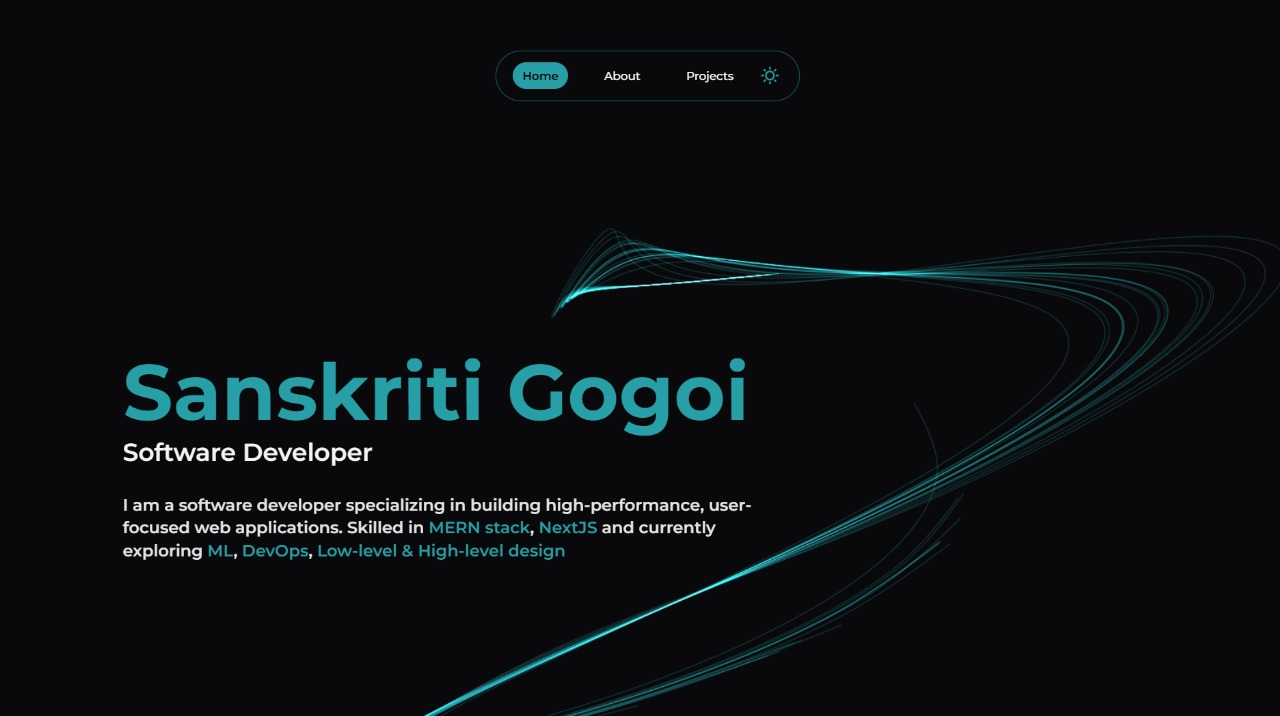 Home About Projects
Sanskriti Gogoi
Software Developer
I am a software developer specializing in building high-performance, user-
focused web applications. Skilled in MERN stack, NextJS and currently
exploring ML, DevOps, Low-level & High-level design